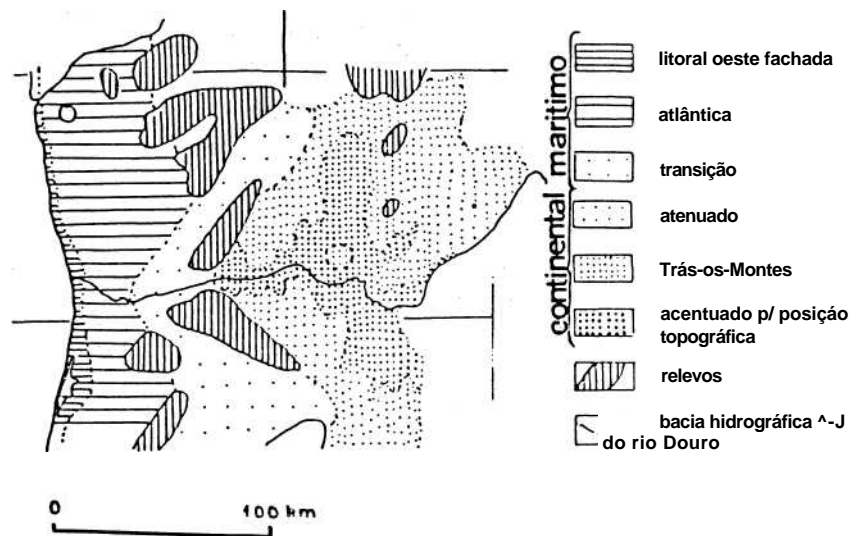 continental marítimo
litoral oeste fachada
atlântica
transição
atenuado
Trás-os-Montes
acentuado p/ posição
topográfica
relevos
bacia hidrográfica ^-J
do rio Douro
0 100 km